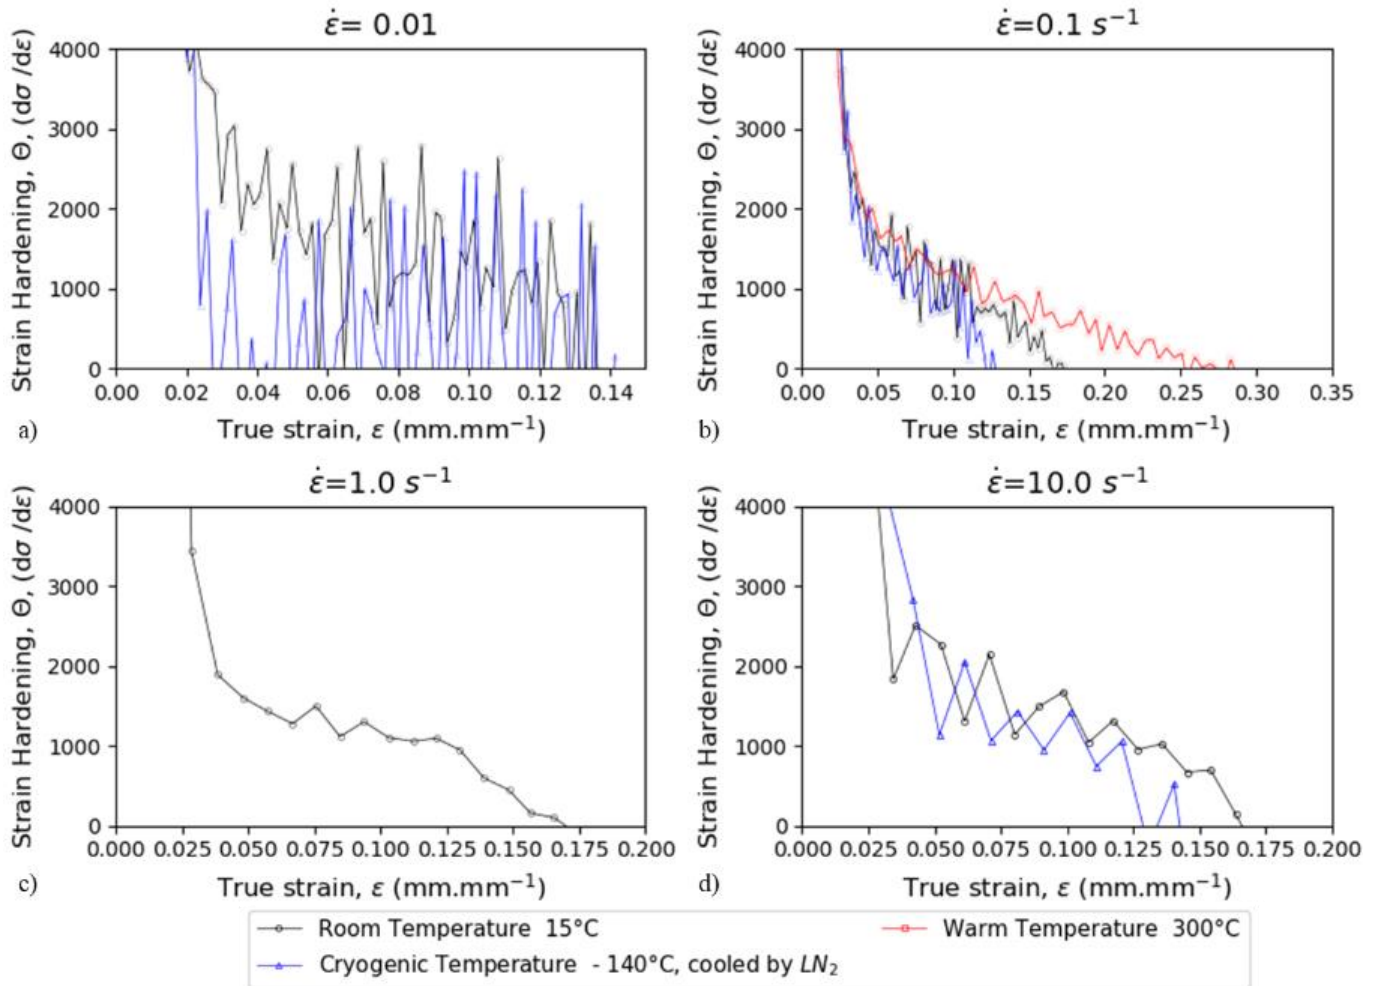 ε̇= 0.01
Strain Hardening, Θ, (dσ /dε)
4000
3000
2000
1000
0
0.00 0.02 0.04 0.06 0.08 0.10 0.12 0.14
True strain, ε (mm.mm⁻¹)
a)
ε̇=0.1 s⁻¹
Strain Hardening, Θ, (dσ /dε)
4000
3000
2000
1000
0
0.00 0.05 0.10 0.15 0.20 0.25 0.30 0.35
True strain, ε (mm.mm⁻¹)
b)
ε̇=1.0 s⁻¹
Strain Hardening, Θ, (dσ /dε)
4000
3000
2000
1000
0
0.000 0.025 0.050 0.075 0.100 0.125 0.150 0.175 0.200
True strain, ε (mm.mm⁻¹)
c)
ε̇=10.0 s⁻¹
Strain Hardening, Θ, (dσ /dε)
4000
3000
2000
1000
0
0.000 0.025 0.050 0.075 0.100 0.125 0.150 0.175 0.200
True strain, ε (mm.mm⁻¹)
d)
Room Temperature 15°C
Warm Temperature 300°C
Cryogenic Temperature - 140°C, cooled by LN₂